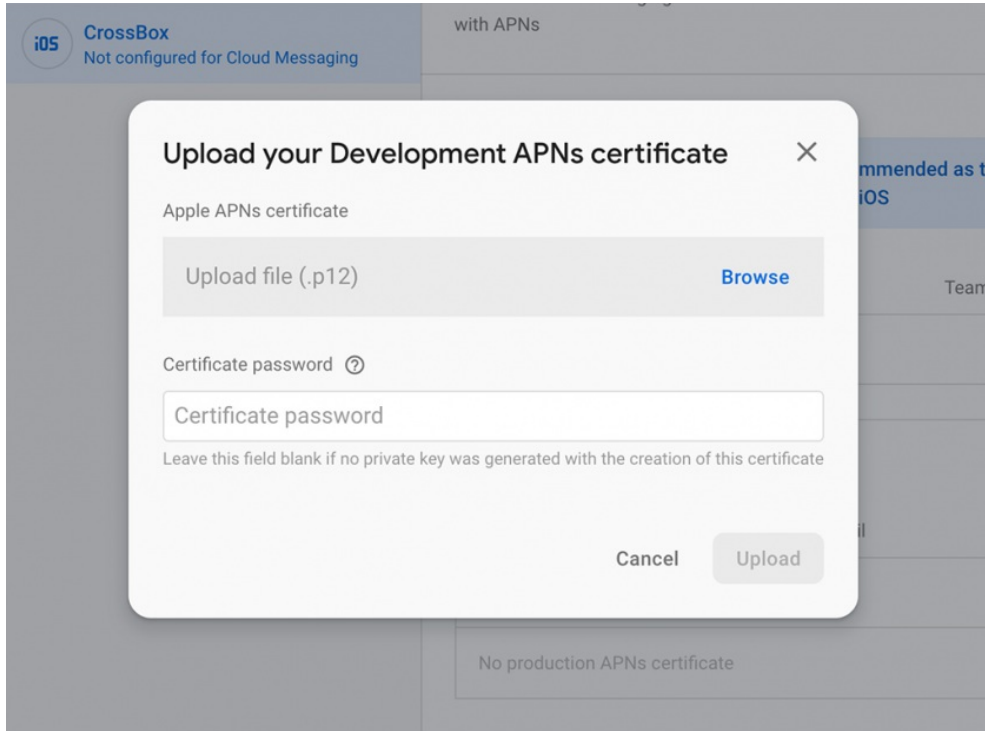 iOS
CrossBox
Not configured for Cloud Messaging
with APNs
Upload your Development APNs certificate
Apple APNs certificate
Upload file (.p12)
Browse
Certificate password
Certificate password
Leave this field blank if no private key was generated with the creation of this certificate
Cancel
Upload
iOS
No production APNs certificate